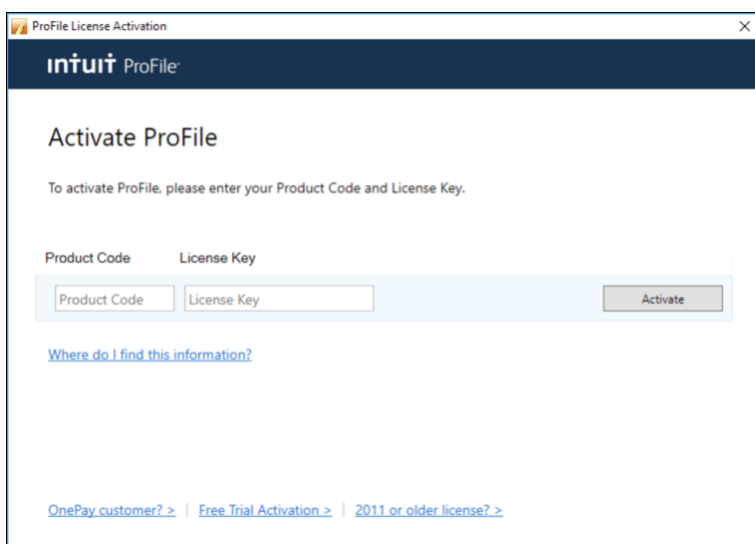 ProFile License Activation
intuit ProFile
Activate ProFile
To activate ProFile, please enter your Product Code and License Key.
Product Code License Key
Product Code License Key Activate
Where do I find this information?
OnePay customer? > | Free Trial Activation > | 2011 or older license? >